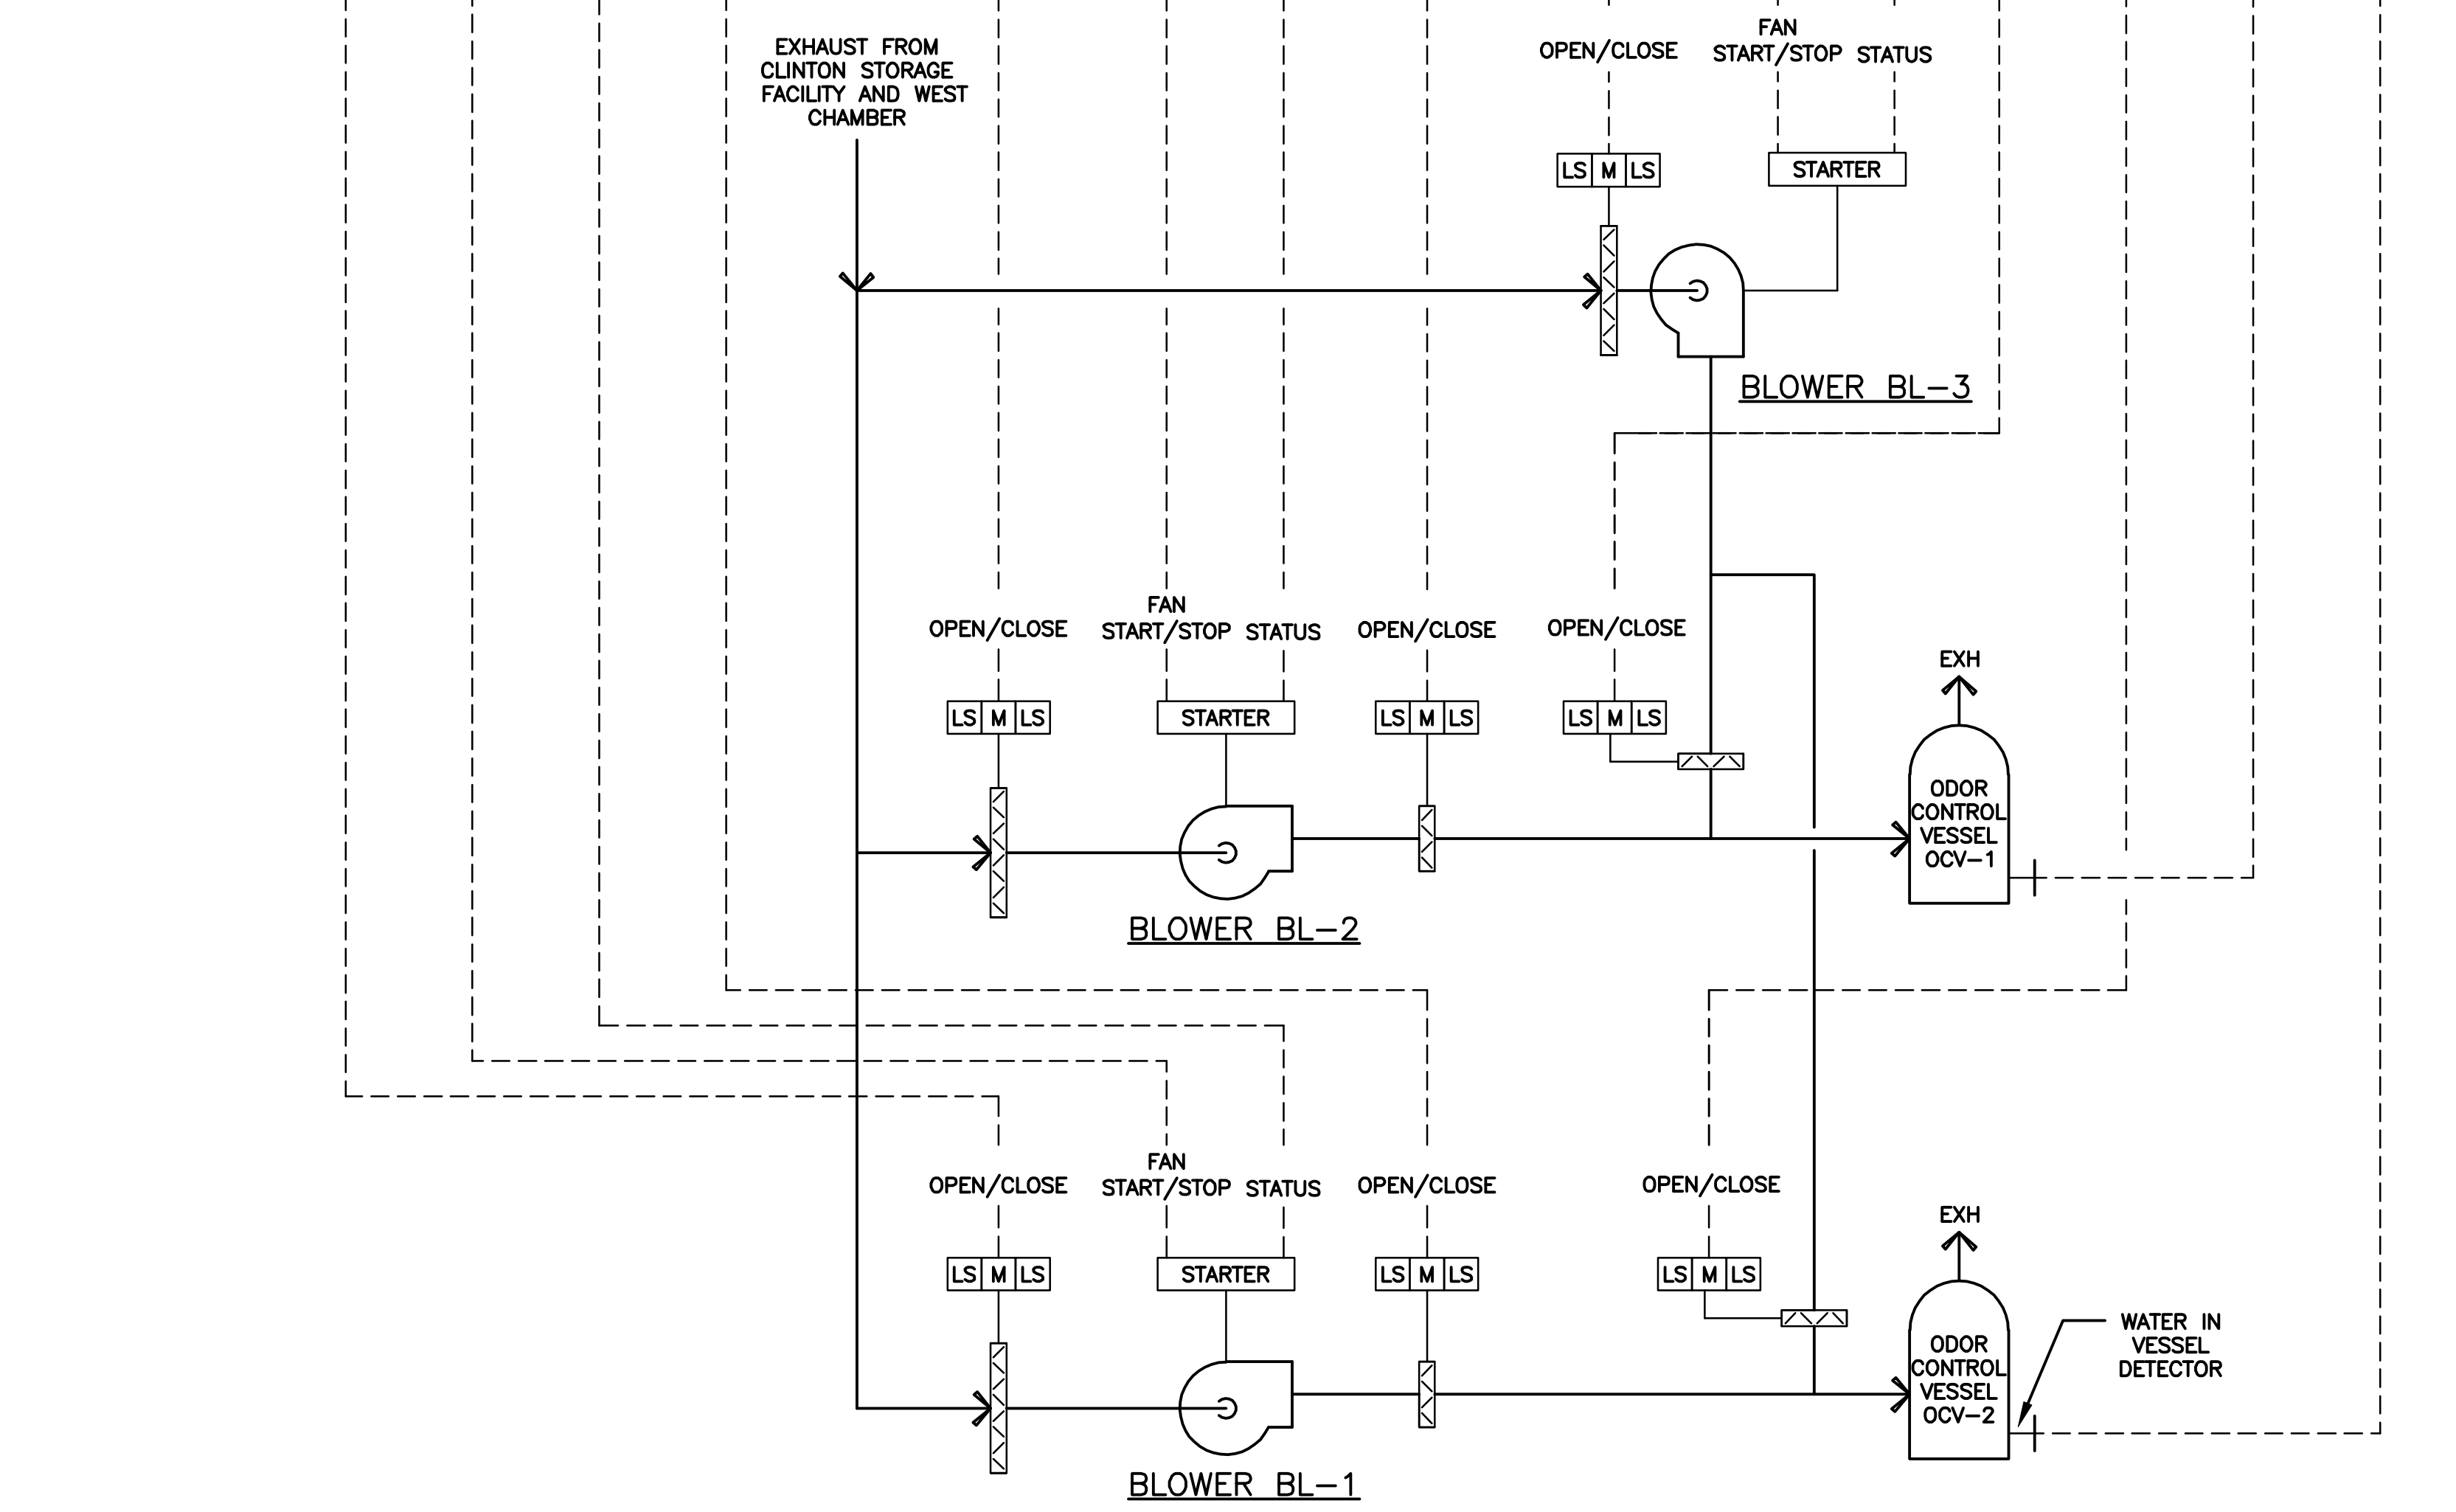 EXHAUST FROM
CLINTON STORAGE
FACILITY AND WEST
CHAMBER
OPEN/CLOSE
FAN
START/STOP
STATUS
LS M LS
STARTER
BLOWER BL-3
OPEN/CLOSE
FAN
START/STOP
STATUS
OPEN/CLOSE
OPEN/CLOSE
LS M LS
STARTER
LS M LS
LS M LS
BLOWER BL-2
EXH
ODOR
CONTROL
VESSEL
OCV-1
OPEN/CLOSE
FAN
START/STOP
STATUS
OPEN/CLOSE
OPEN/CLOSE
LS M LS
STARTER
LS M LS
LS M LS
BLOWER BL-1
EXH
ODOR
CONTROL
VESSEL
OCV-2
WATER IN
VESSEL
DETECTOR